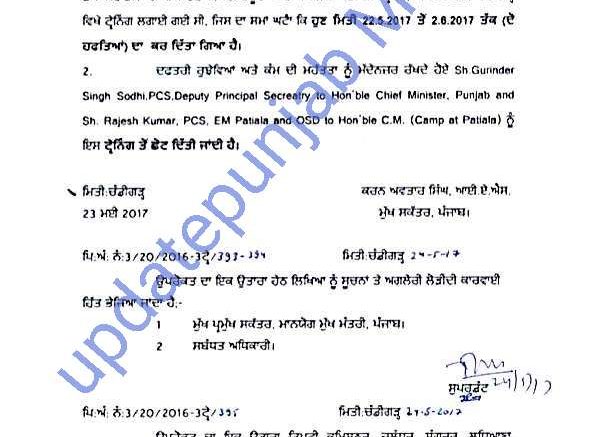 ਵਿਖੇ ਟ੍ਰੇਨਿੰਗ ਲਗਾਈ ਗਈ ਸੀ, ਜਿਸ ਦਾ ਸਮਾਂ ਘਟਾ ਕਿ ਹੁਣ ਮਿਤੀ 22.5.2017 ਤੋਂ 2.6.2017 ਤੱਕ (ਦੋ
ਹਫਤਿਆਂ) ਦਾ ਕਰ ਦਿੱਤਾ ਗਿਆ ਹੈ।
2. ਦਫਤਰੀ ਰੁਝੇਵਿਆਂ ਅਤੇ ਕੰਮ ਦੀ ਮਹੱਤਤਾ ਨੂੰ ਮੱਦੇਨਜ਼ਰ ਰੱਖਦੇ ਹੋਏ Sh.Gurinder
Singh Sodhi,PCS,Deputy Principal Secreatry to Hon'ble Chief Minister, Punjab and
Sh. Rajesh Kumar, PCS, EM Patiala and OSD to Hon'ble C.M. (Camp at Patiala) ਨੂੰ
ਇਸ ਟ੍ਰੇਨਿੰਗ ਤੋਂ ਛੋਟ ਦਿੱਤੀ ਜਾਂਦੀ ਹੈ।
ਮਿਤੀ:ਚੰਡੀਗੜ੍ਹ ਕਰਨ ਅਵਤਾਰ ਸਿੰਘ, ਆਈ.ਏ.ਐਸ.
23 ਮਈ 2017 ਮੁੱਖ ਸਕੱਤਰ, ਪੰਜਾਬ।
ਪਿ.ਅੰ. ਨੰ:3/20/2016-3ਟ੍ਰੇ/393-394 ਮਿਤੀ:ਚੰਡੀਗੜ੍ਹ 24-5-17
ਉਪਰੋਕਤ ਦਾ ਇਕ ਉਤਾਰਾ ਹੇਠ ਲਿਖਿਆਂ ਨੂੰ ਸੂਚਨਾ ਤੇ ਅਗਲੇਰੀ ਲੋੜੀਂਦੀ ਕਾਰਵਾਈ
ਹਿੱਤ ਭੇਜਿਆ ਜਾਂਦਾ ਹੈ:-
1 ਮੁੱਖ ਪ੍ਰਮੁੱਖ ਸਕੱਤਰ, ਮਾਨਯੋਗ ਮੁੱਖ ਮੰਤਰੀ, ਪੰਜਾਬ।
2 ਸਬੰਧਤ ਅਧਿਕਾਰੀ।
ਸੁਪਰਡੰਟ
ਪਿ.ਅੰ. ਨੰ:3/20/2016-3ਟ੍ਰੇ/395 ਮਿਤੀ:ਚੰਡੀਗੜ੍ਹ 24-5-2017
updatepunjab